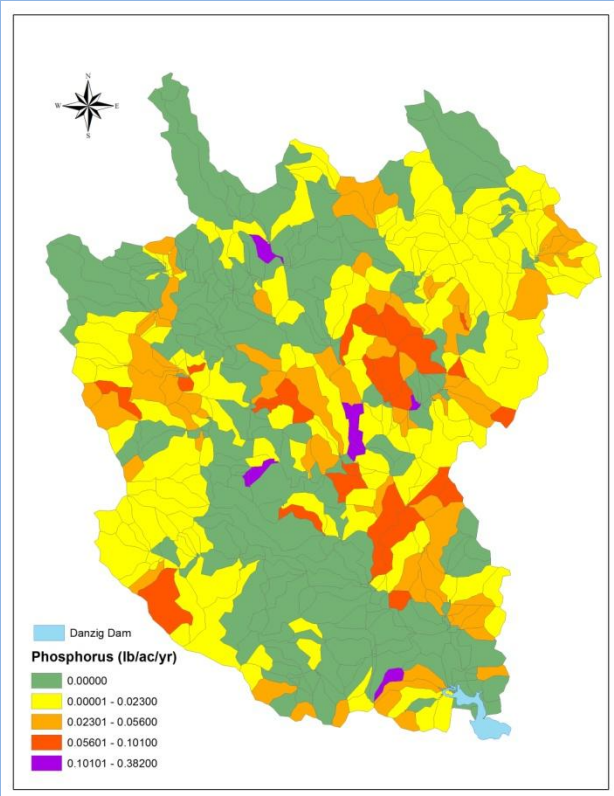 N
W E
S
Danzig Dam
Phosphorus (lb/ac/yr)
0.00000
0.00001 - 0.02300
0.02301 - 0.05600
0.05601 - 0.10100
0.10101 - 0.38200